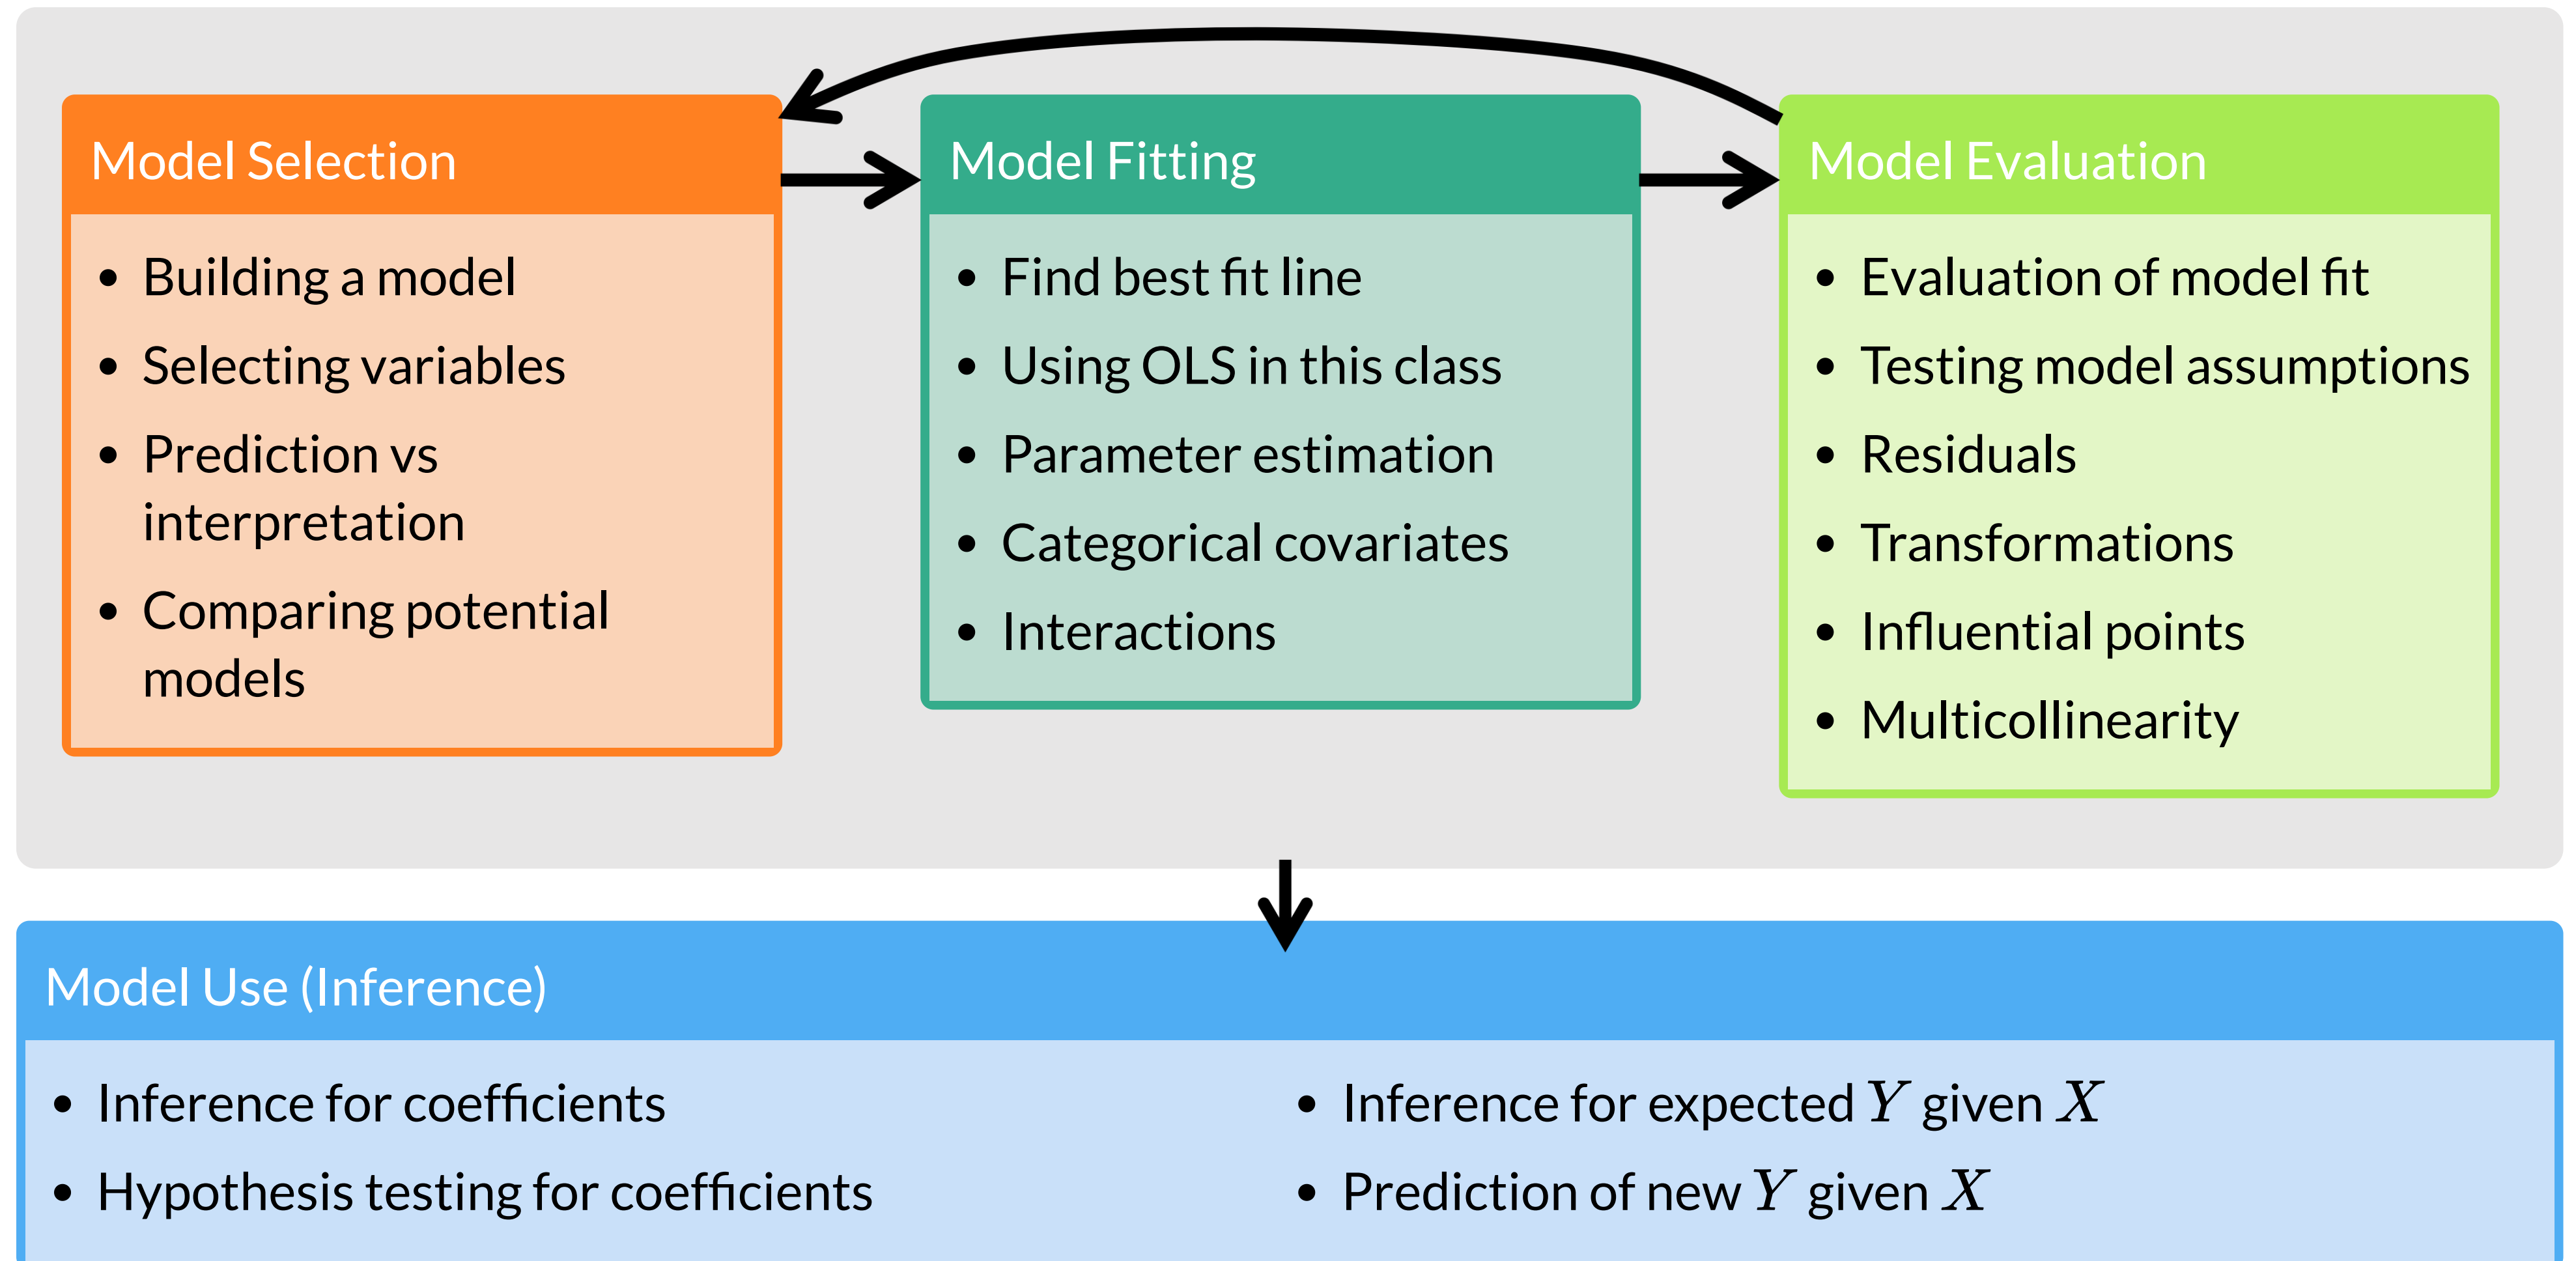 Model Selection
• Building a model
• Selecting variables
• Prediction vs
interpretation
• Comparing potential
models
Model Fitting
• Find best fit line
• Using OLS in this class
• Parameter estimation
• Categorical covariates
• Interactions
Model Evaluation
• Evaluation of model fit
• Testing model assumptions
• Residuals
• Transformations
• Influential points
• Multicollinearity
Model Use (Inference)
• Inference for coefficients
• Hypothesis testing for coefficients
• Inference for expected Y given X
• Prediction of new Y given X